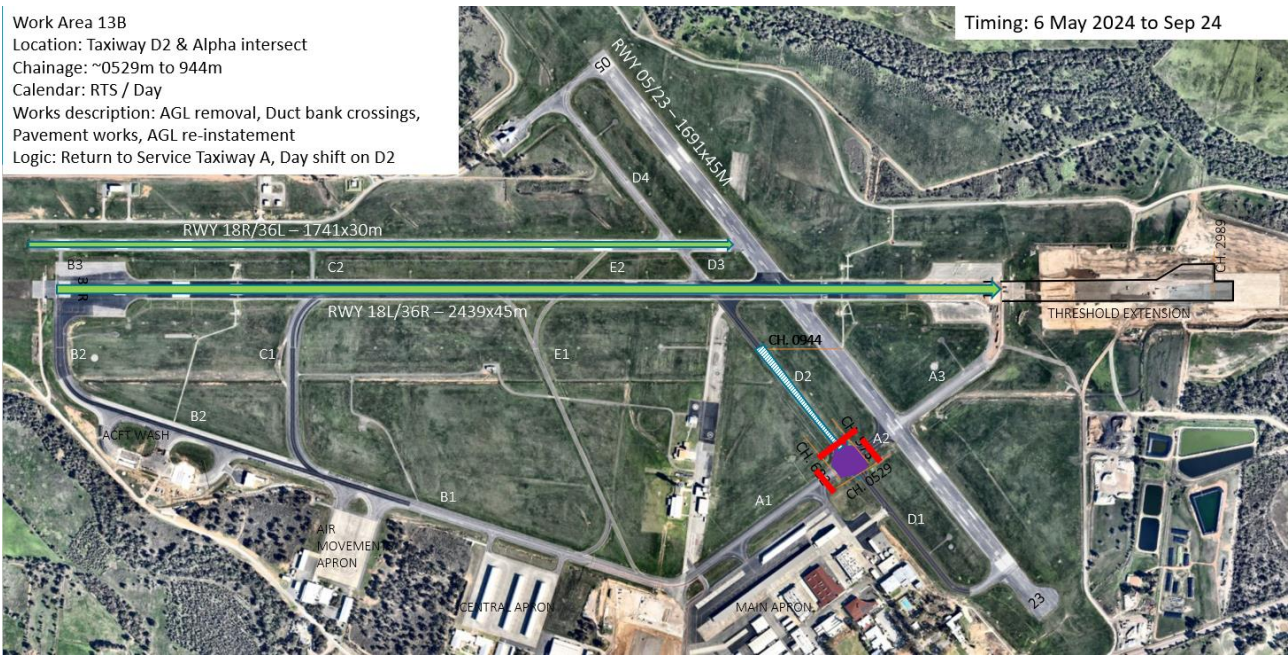 Work Area 13B
Location: Taxiway D2 & Alpha intersect
Chainage: ~0529m to 944m
Calendar: RTS / Day
Works description: AGL removal, Duct bank crossings,
Pavement works, AGL re-instatement
Logic: Return to Service Taxiway A, Day shift on D2
Timing: 6 May 2024 to Sep 24
05
RWY 05/23 – 1691x45M
D4
RWY 18R/36L – 1741x30m
B3
C2
E2
D3
CH. 2989
RWY 18L/36R – 2439x45m
THRESHOLD EXTENSION
B2
C1
E1
CH. 0944
D2
A3
B2
ACFT WASH
A2
CH. 0529
B1
A1
D1
AIR
MOVEMENT
APRON
CENTRAL APRON
MAIN APRON
23